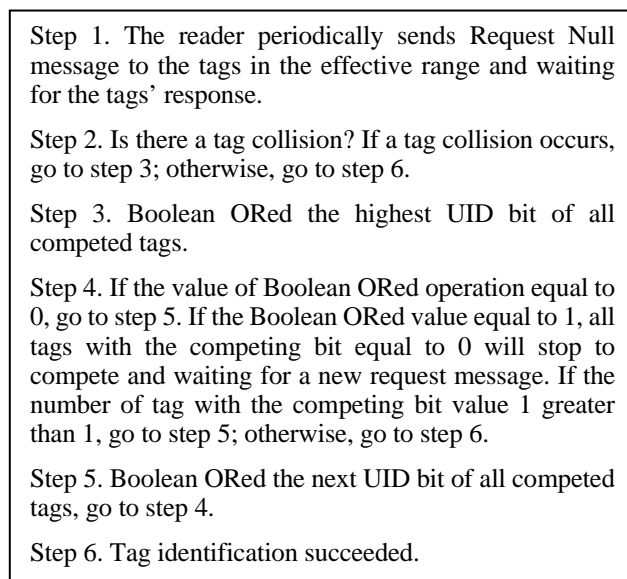 Step 1. The reader periodically sends Request Null
message to the tags in the effective range and waiting
for the tags’ response.
Step 2. Is there a tag collision? If a tag collision occurs,
go to step 3; otherwise, go to step 6.
Step 3. Boolean ORed the highest UID bit of all
competed tags.
Step 4. If the value of Boolean ORed operation equal to
0, go to step 5. If the Boolean ORed value equal to 1, all
tags with the competing bit equal to 0 will stop to
compete and waiting for a new request message. If the
number of tag with the competing bit value 1 greater
than 1, go to step 5; otherwise, go to step 6.
Step 5. Boolean ORed the next UID bit of all competed
tags, go to step 4.
Step 6. Tag identification succeeded.